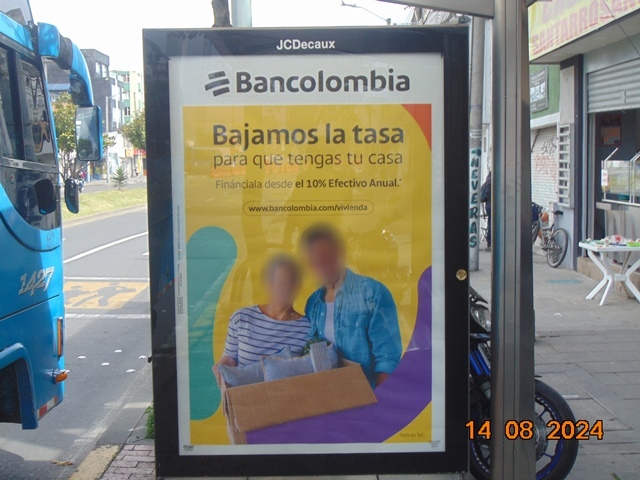 JCDecaux
Bancolombia
Bajamos la tasa
para que tengas tu casa
Finánciala desde el 10% Efectivo Anual.*
www.bancolombia.com/vivienda
1427
NEVERAS
14 08 2024